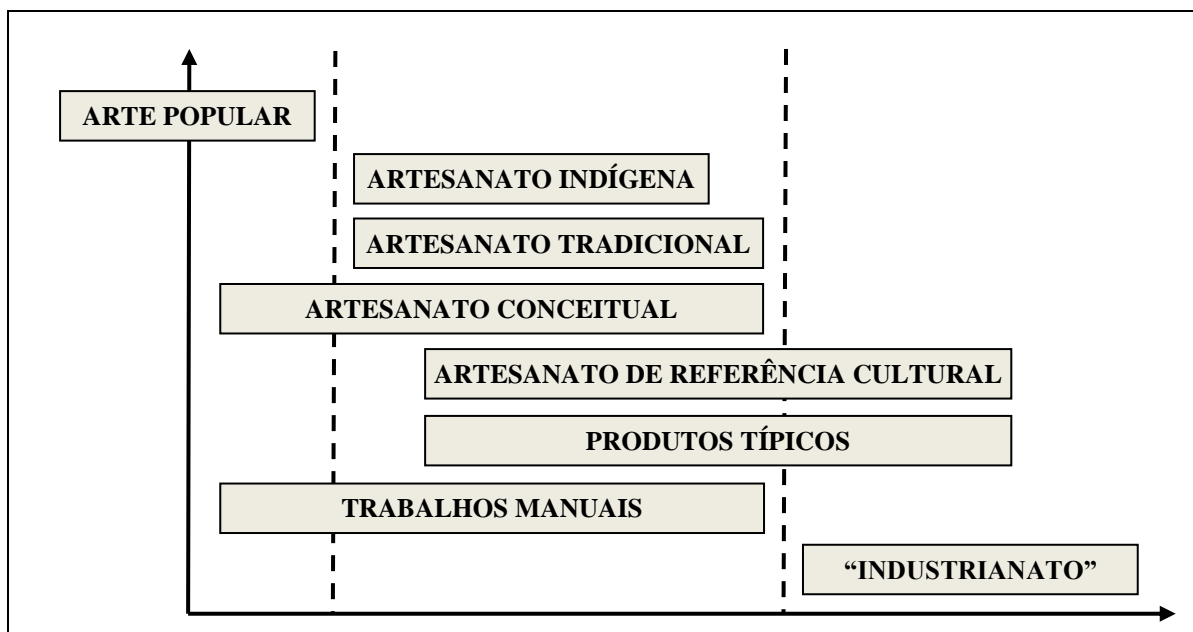 ARTE POPULAR
ARTESANATO INDÍGENA
ARTESANATO TRADICIONAL
ARTESANATO CONCEITUAL
ARTESANATO DE REFERÊNCIA CULTURAL
PRODUTOS TÍPICOS
TRABALHOS MANUAIS
“INDUSTRIANATO”